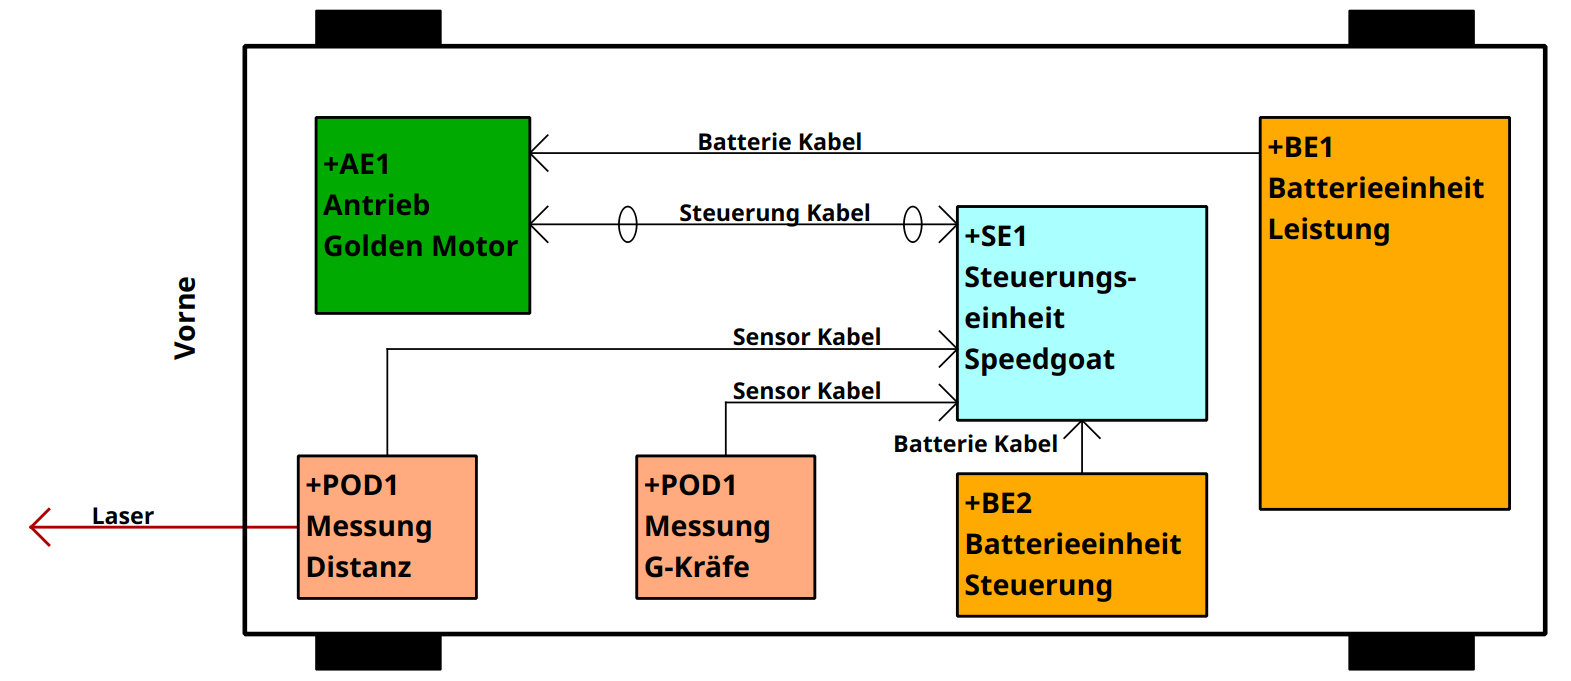 Batterie Kabel
+AE1
Antrieb
Golden Motor
+BE1
Batterieeinheit
Leistung
Steuerung Kabel
+SE1
Steuerungs-
einheit
Speedgoat
Vorne
Sensor Kabel
Sensor Kabel
Batterie Kabel
Laser
+POD1
Messung
Distanz
+POD1
Messung
G-Kräfe
+BE2
Batterieeinheit
Steuerung